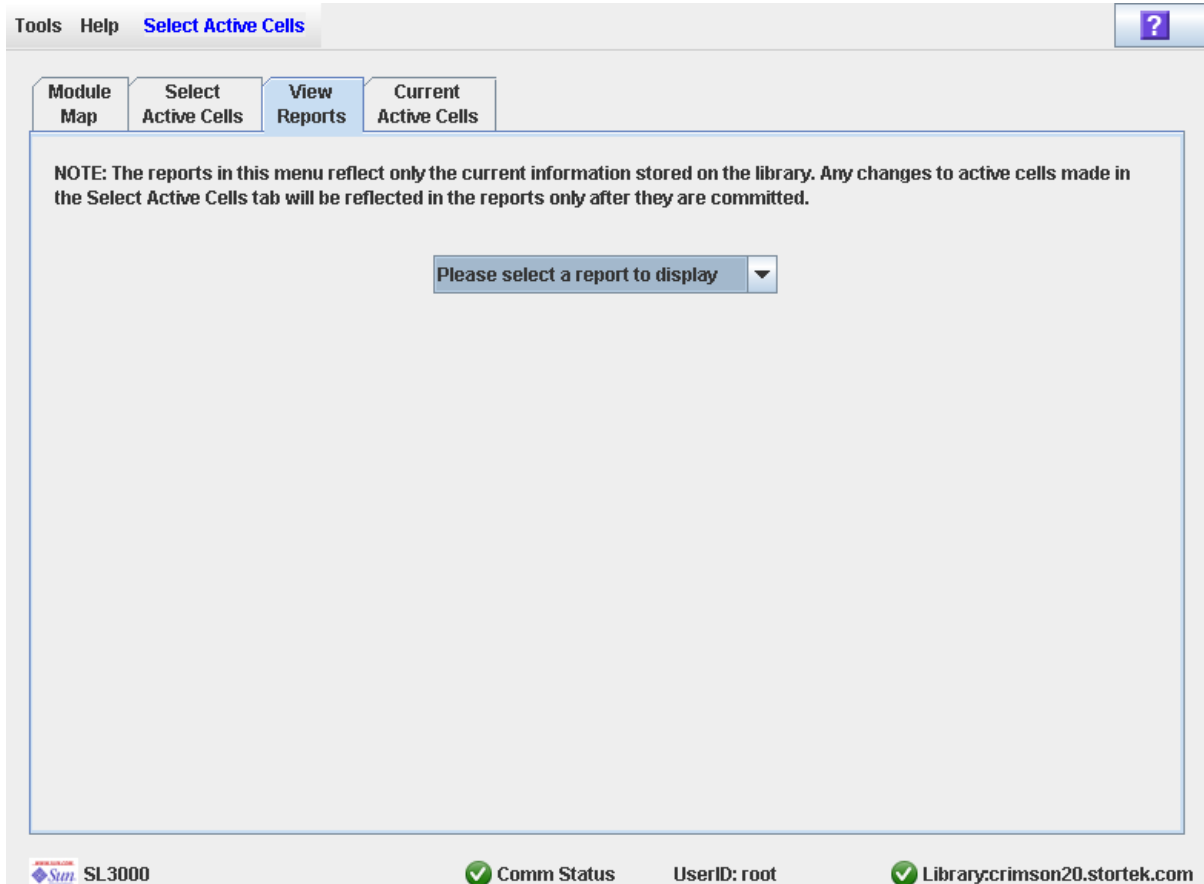 Tools Help Select Active Cells ?
Module Map
Select Active Cells
View Reports
Current Active Cells
NOTE: The reports in this menu reflect only the current information stored on the library. Any changes to active cells made in
the Select Active Cells tab will be reflected in the reports only after they are committed.
Please select a report to display
Sun SL3000 Comm Status UserID: root Library:crimson20.stortek.com